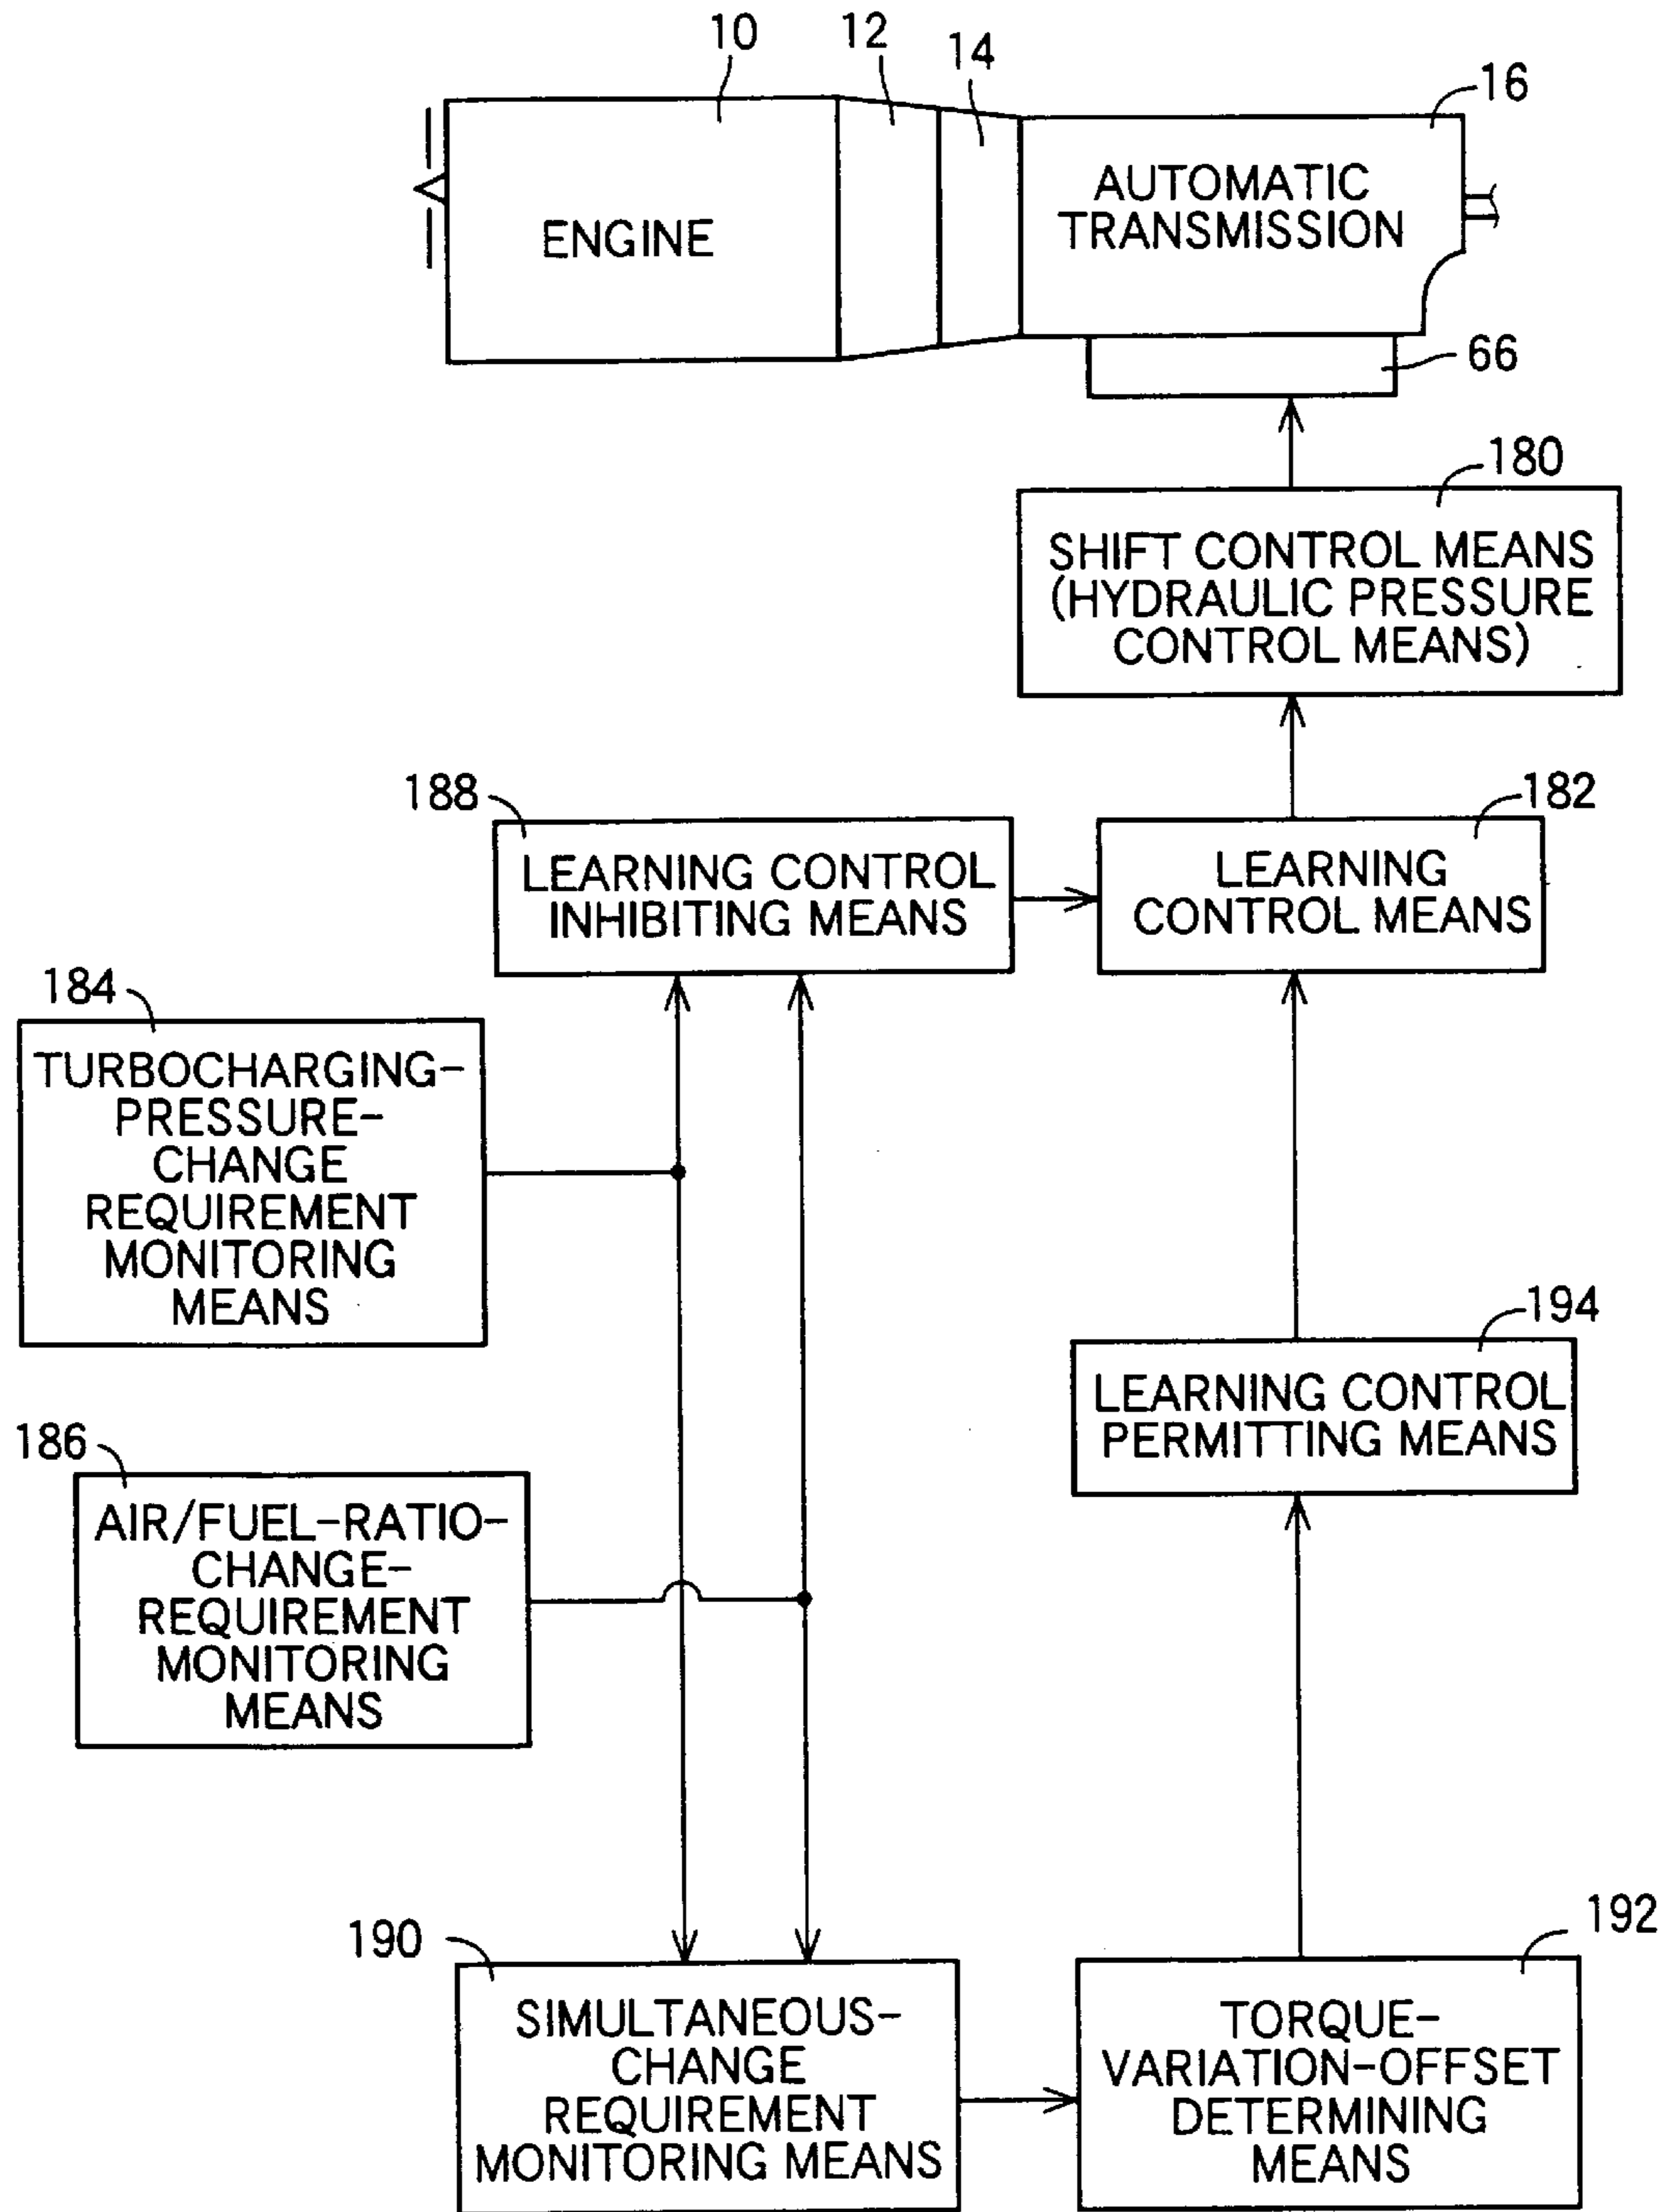 10
12
14
16
ENGINE
AUTOMATIC
TRANSMISSION
66
180
SHIFT CONTROL MEANS
(HYDRAULIC PRESSURE
CONTROL MEANS)
188
LEARNING CONTROL
INHIBITING MEANS
182
LEARNING
CONTROL MEANS
184
TURBOCHARGING-
PRESSURE-
CHANGE
REQUIREMENT
MONITORING
MEANS
194
LEARNING CONTROL
PERMITTING MEANS
186
AIR/FUEL-RATIO-
CHANGE-
REQUIREMENT
MONITORING
MEANS
190
SIMULTANEOUS-
CHANGE
REQUIREMENT
MONITORING MEANS
192
TORQUE-
VARIATION-OFFSET
DETERMINING
MEANS